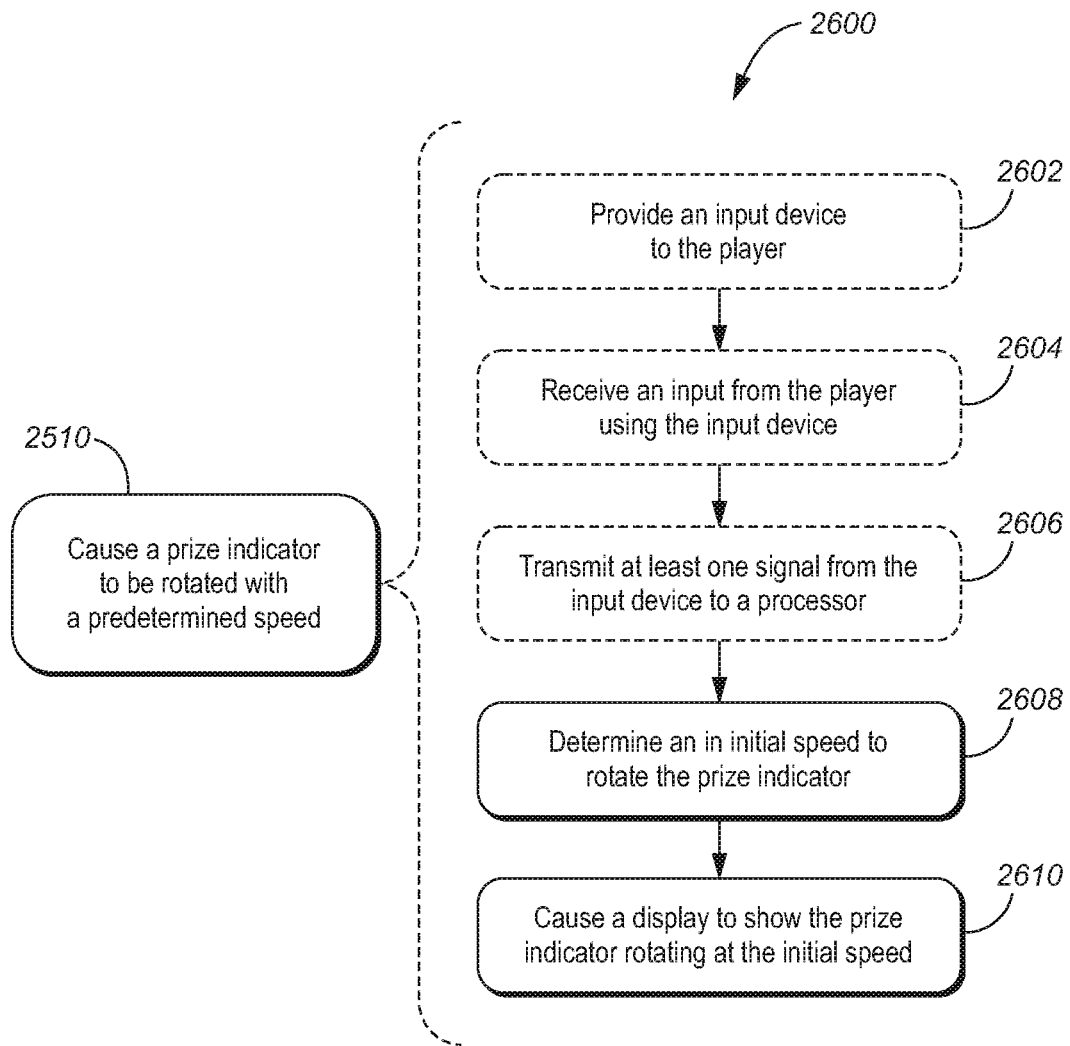 2600
2602
Provide an input device
to the player
2604
Receive an input from the player
using the input device
2510
Cause a prize indicator
to be rotated with
a predetermined speed
2606
Transmit at least one signal from the
input device to a processor
2608
Determine an in initial speed to
rotate the prize indicator
2610
Cause a display to show the prize
indicator rotating at the initial speed